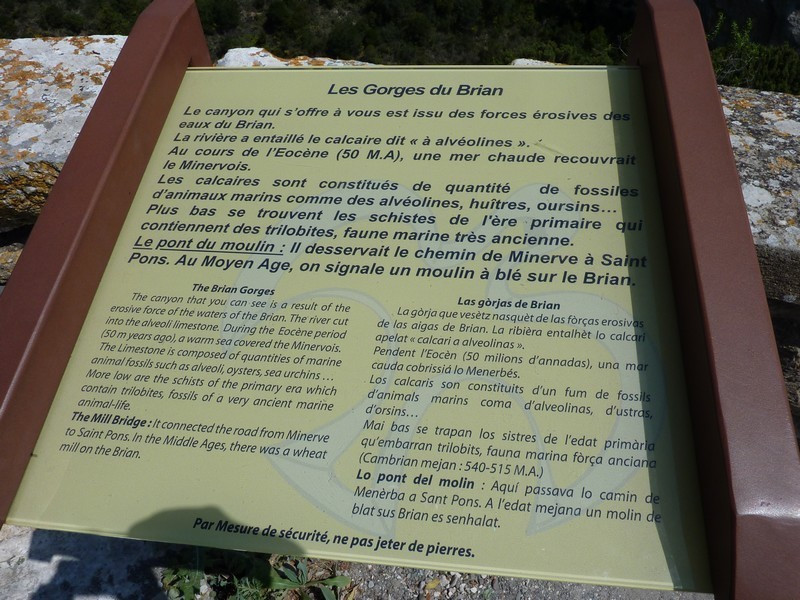 Les Gorges du Brian
Le canyon qui s'offre à vous est issu des forces érosives des
eaux du Brian.
La rivière a entaillé le calcaire dit « à alvéolines ».
Au cours de l'Eocène (50 M.A), une mer chaude recouvrait
le Minervois.
Les calcaires sont constitués de quantité de fossiles
d'animaux marins comme des alvéolines, huîtres, oursins...
Plus bas se trouvent les schistes de l'ère primaire qui
contiennent des trilobites, faune marine très ancienne.
Le pont du moulin : Il desservait le chemin de Minerve à Saint
Pons. Au Moyen Age, on signale un moulin à blé sur le Brian.
The Brian Gorges
The canyon that you can see is a result of the
erosive force of the waters of the Brian. The river cut
into the alveoli limestone. During the Eocène period
(50 m years ago), a warm sea covered the Minervois.
The Limestone is composed of quantities of marine
animal fossils such as alveoli, oysters, sea urchins ...
More low are the schists of the primary era which
contain trilobites, fossils of a very ancient marine
animal-life.
The Mill Bridge : It connected the road from Minerve
to Saint Pons. In the Middle Ages, there was a wheat
mill on the Brian.
Las gòrjas de Brian
La gòrja que vesètz nasquèt de las fòrças erosivas
de las aigas de Brian. La ribièra entalhèt lo calcari
apelat « calcari a alveolinas ».
Pendent l'Eocèn (50 milions d'annadas), una mar
cauda cobrissiá lo Menerbés.
Los calcaris son constituits d'un fum de fossils
d'animals marins coma d'alveolinas, d'ustras,
d'orsins...
Mai bas se trapan los sistres de l'edat primària
qu'embarran trilobits, fauna marina fòrça anciana
(Cambrian mejan : 540-515 M.A.)
Lo pont del molin : Aquí passava lo camin de
Menèrba a Sant Pons. A l'edat mejana un molin de
blat sus Brian es senhalat.
Par Mesure de sécurité, ne pas jeter de pierres.